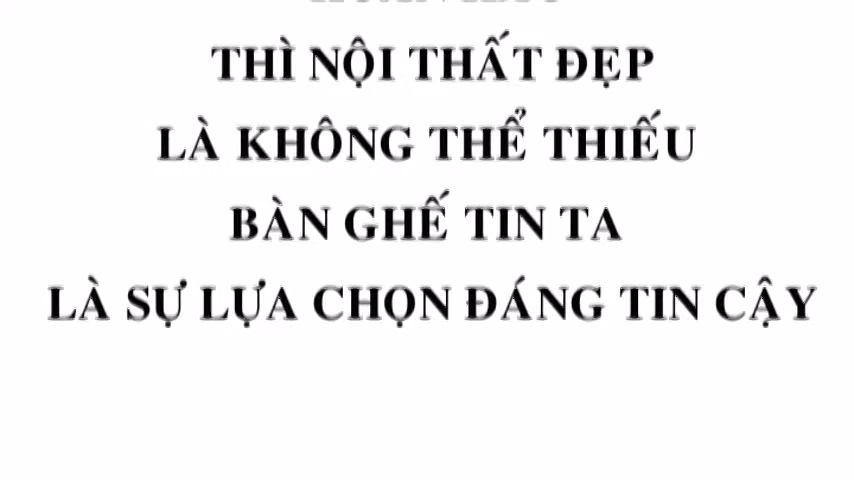 THÌ NỘI THẤT ĐẸP
LÀ KHÔNG THỂ THIẾU
BÀN GHẾ TIN TA
LÀ SỰ LỰA CHỌN ĐÁNG TIN CẬY